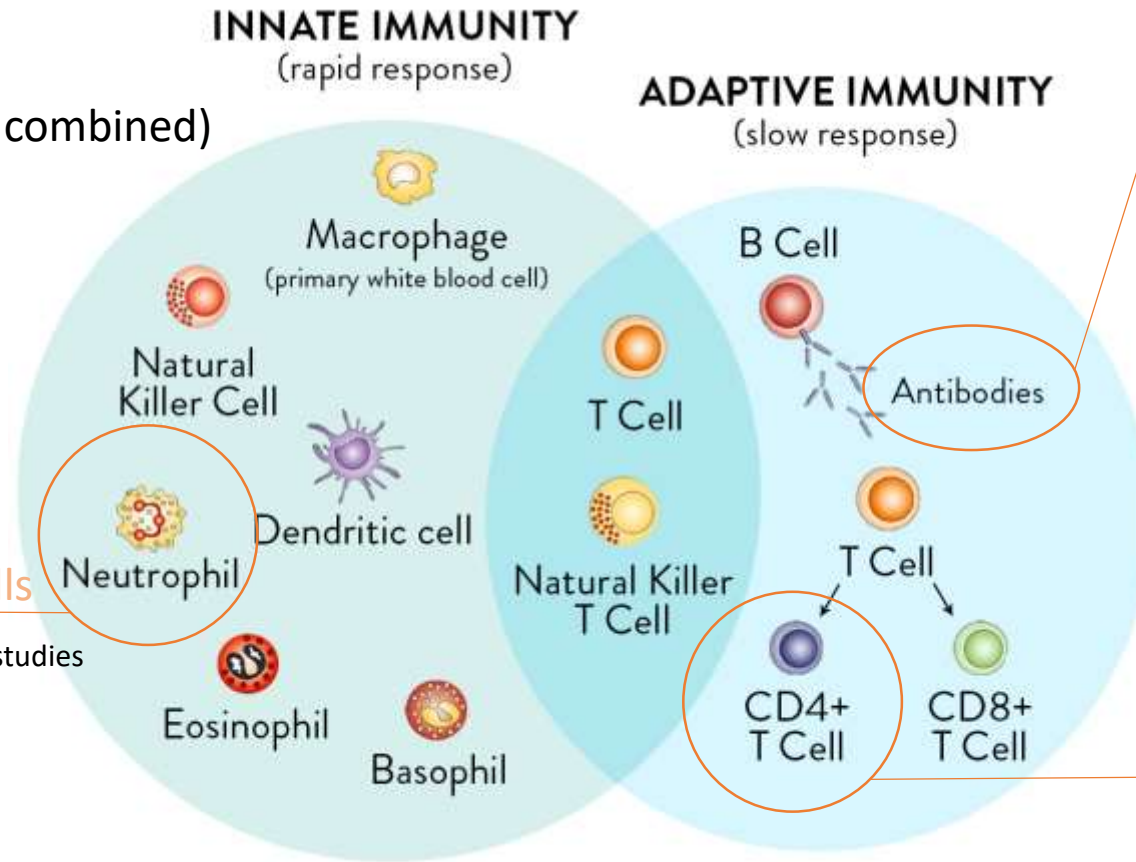 INNATE IMMUNITY
(rapid response)
combined)
Macrophage
(primary white blood cell)
Natural
Killer Cell
Dendritic cell
Neutrophil
ls
studies
Eosinophil
Basophil
T Cell
Natural Killer
T Cell
ADAPTIVE IMMUNITY
(slow response)
B Cell
Antibodies
T Cell
CD4+
T Cell
CD8+
T Cell